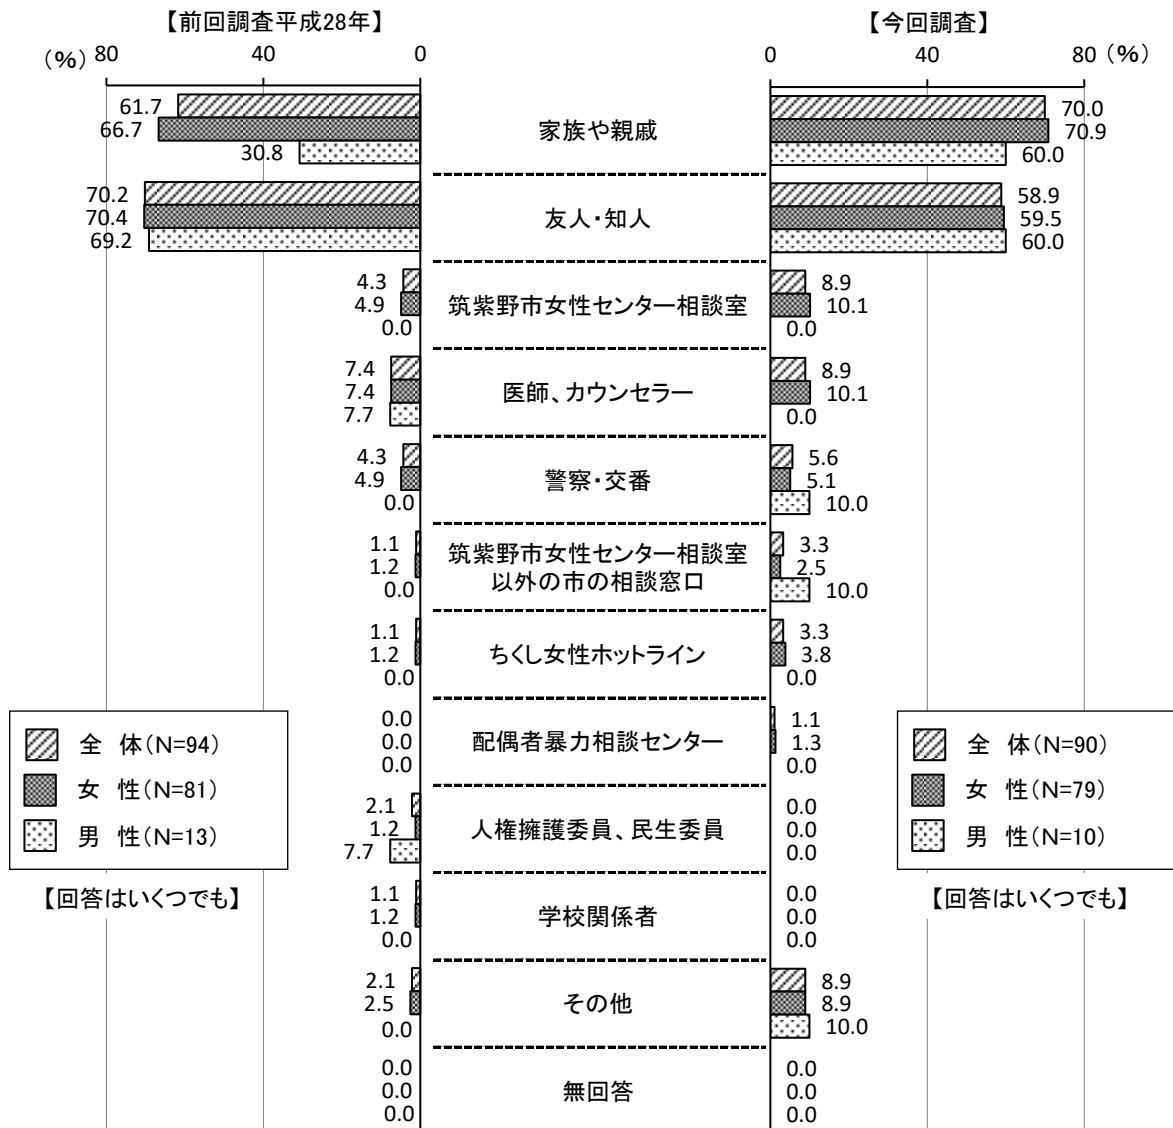 【前回調査平成28年】
【今回調査】
（%） 80 40 0
0 40 80 （%）
61.7 家族や親戚 70.0
66.7 70.9
30.8 60.0
70.2 友人・知人 58.9
70.4 59.5
69.2 60.0
4.3 筑紫野市女性センター相談室 8.9
4.9 10.1
0.0 0.0
7.4 医師、カウンセラー 8.9
7.4 10.1
7.7 0.0
4.3 警察・交番 5.6
4.9 5.1
0.0 10.0
1.1 筑紫野市女性センター相談室 3.3
1.2 以外の市の相談窓口 2.5
0.0 10.0
1.1 ちくし女性ホットライン 3.3
1.2 3.8
0.0 0.0
0.0 配偶者暴力相談センター 1.1
0.0 1.3
0.0 0.0
2.1 人権擁護委員、民生委員 0.0
1.2 0.0
7.7 0.0
1.1 学校関係者 0.0
1.2 0.0
0.0 0.0
2.1 その他 8.9
2.5 8.9
0.0 10.0
0.0 無回答 0.0
0.0 0.0
0.0 0.0
全 体（N=94）
女 性（N=81）
男 性（N=13）
【回答はいくつでも】
全 体（N=90）
女 性（N=79）
男 性（N=10）
【回答はいくつでも】